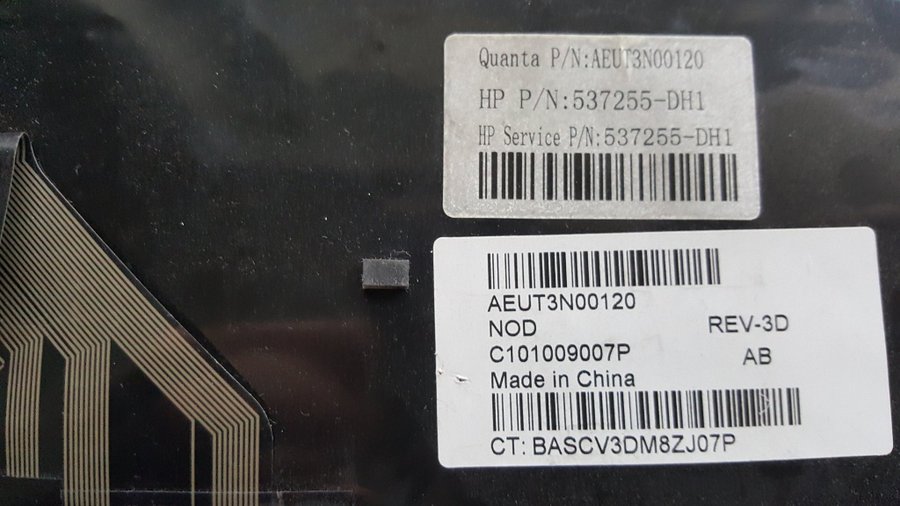 Quanta P/N:AEUT3N00120
HP P/N:537255-DH1
HP Service P/N:537255-DH1
AEUT3N00120
NOD REV-3D
C101009007P AB
Made in China
CT: BASCV3DM8ZJ07P